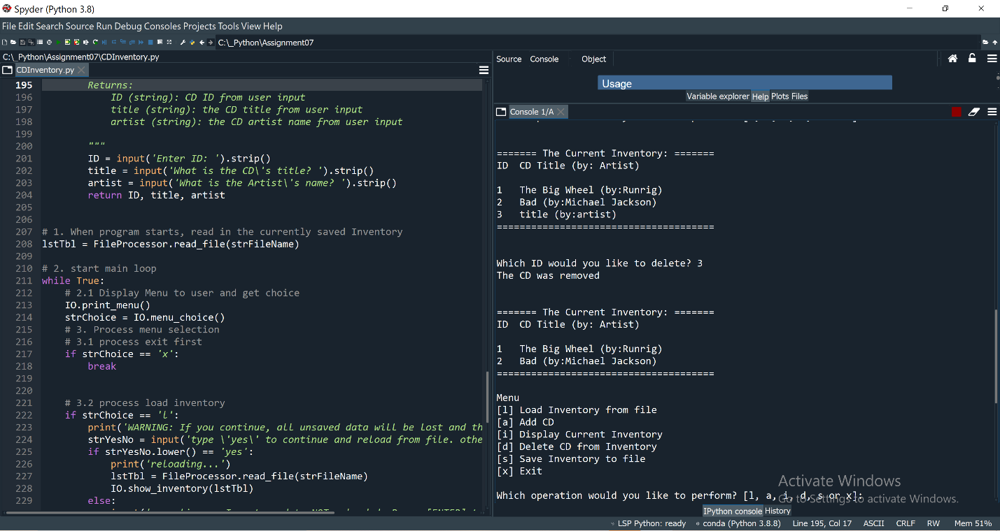 Spyder (Python 3.8)
File Edit Search Source Run Debug Consoles Projects Tools View Help
C:\_Python\Assignment07
C:\_Python\Assignment07\CDInventory.py
CDInventory.py
195 Returns:
196 ID (string): CD ID from user input
197 title (string): the CD title from user input
198 artist (string): the CD artist name from user input
199
200 """
201 ID = input('Enter ID: ').strip()
202 title = input('What is the CD\'s title? ').strip()
203 artist = input('What is the Artist\'s name? ').strip()
204 return ID, title, artist
205
206
207 # 1. When program starts, read in the currently saved Inventory
208 lstTbl = FileProcessor.read_file(strFileName)
209
210 # 2. start main loop
211 while True:
212 # 2.1 Display Menu to user and get choice
213 IO.print_menu()
214 strChoice = IO.menu_choice()
215 # 3. Process menu selection
216 # 3.1 process exit first
217 if strChoice == 'x':
218 break
219
220
221 # 3.2 process load inventory
222 if strChoice == 'l':
223 print('WARNING: If you continue, all unsaved data will be lost and th
224 strYesNo = input('type \'yes\' to continue and reload from file. othe
225 if strYesNo.lower() == 'yes':
226 print('reloading...')
227 lstTbl = FileProcessor.read_file(strFileName)
228 IO.show_inventory(lstTbl)
229 else:
Source Console Object
Usage
Variable explorer Help Plots Files
Console 1/A
======= The Current Inventory: =======
ID CD Title (by: Artist)
1 The Big Wheel (by:Runrig)
2 Bad (by:Michael Jackson)
3 title (by:artist)
======================================
Which ID would you like to delete? 3
The CD was removed
======= The Current Inventory: =======
ID CD Title (by: Artist)
1 The Big Wheel (by:Runrig)
2 Bad (by:Michael Jackson)
======================================
Menu
[l] Load Inventory from file
[a] Add CD
[i] Display Current Inventory
[d] Delete CD from Inventory
[s] Save Inventory to file
[x] Exit
Which operation would you like to perform? [l, a, i, d, s or x]:
Activate Windows
Go to Settings to activate Windows.
IPython console History
LSP Python: ready conda (Python 3.8.8) Line 195, Col 17 ASCII CRLF RW Mem 51%